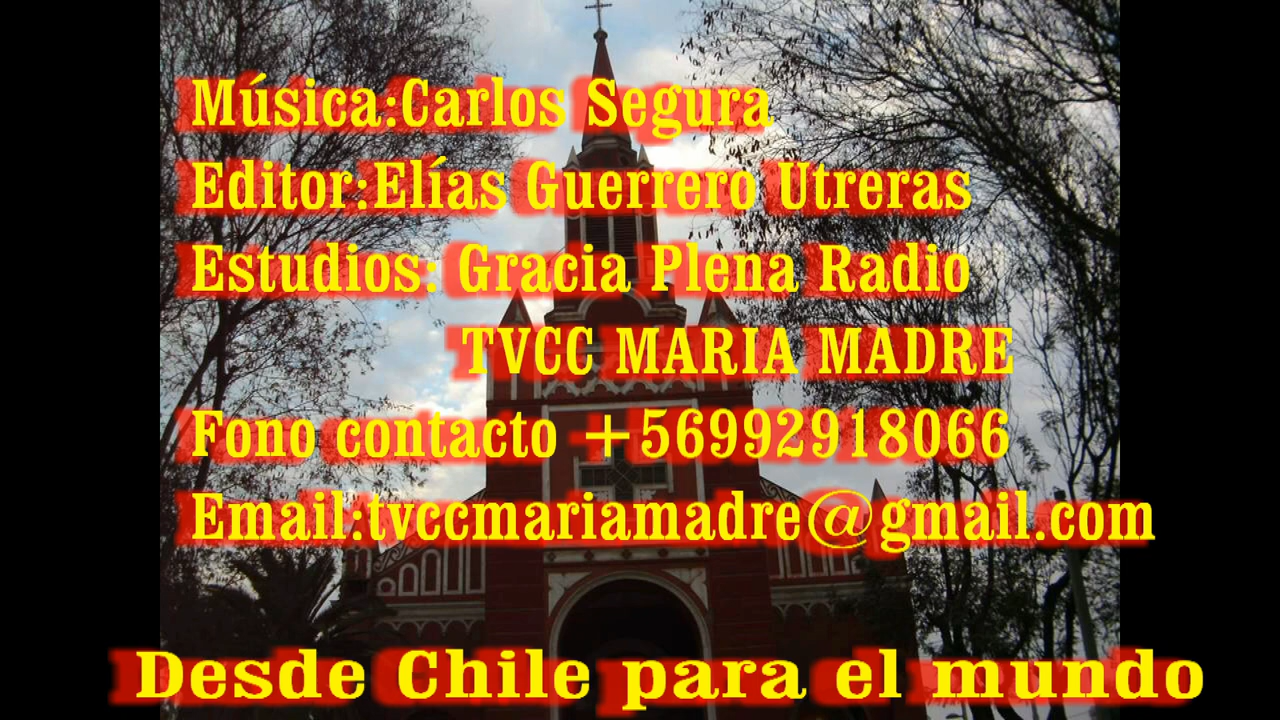 Música:Carlos Segura
Editor:Elías Guerrero Utreras
Estudios: Gracia Plena Radio
TVCC MARIA MADRE
Fono contacto +56992918066
Email:tvccmariamadre@gmail.com
Desde Chile para el mundo